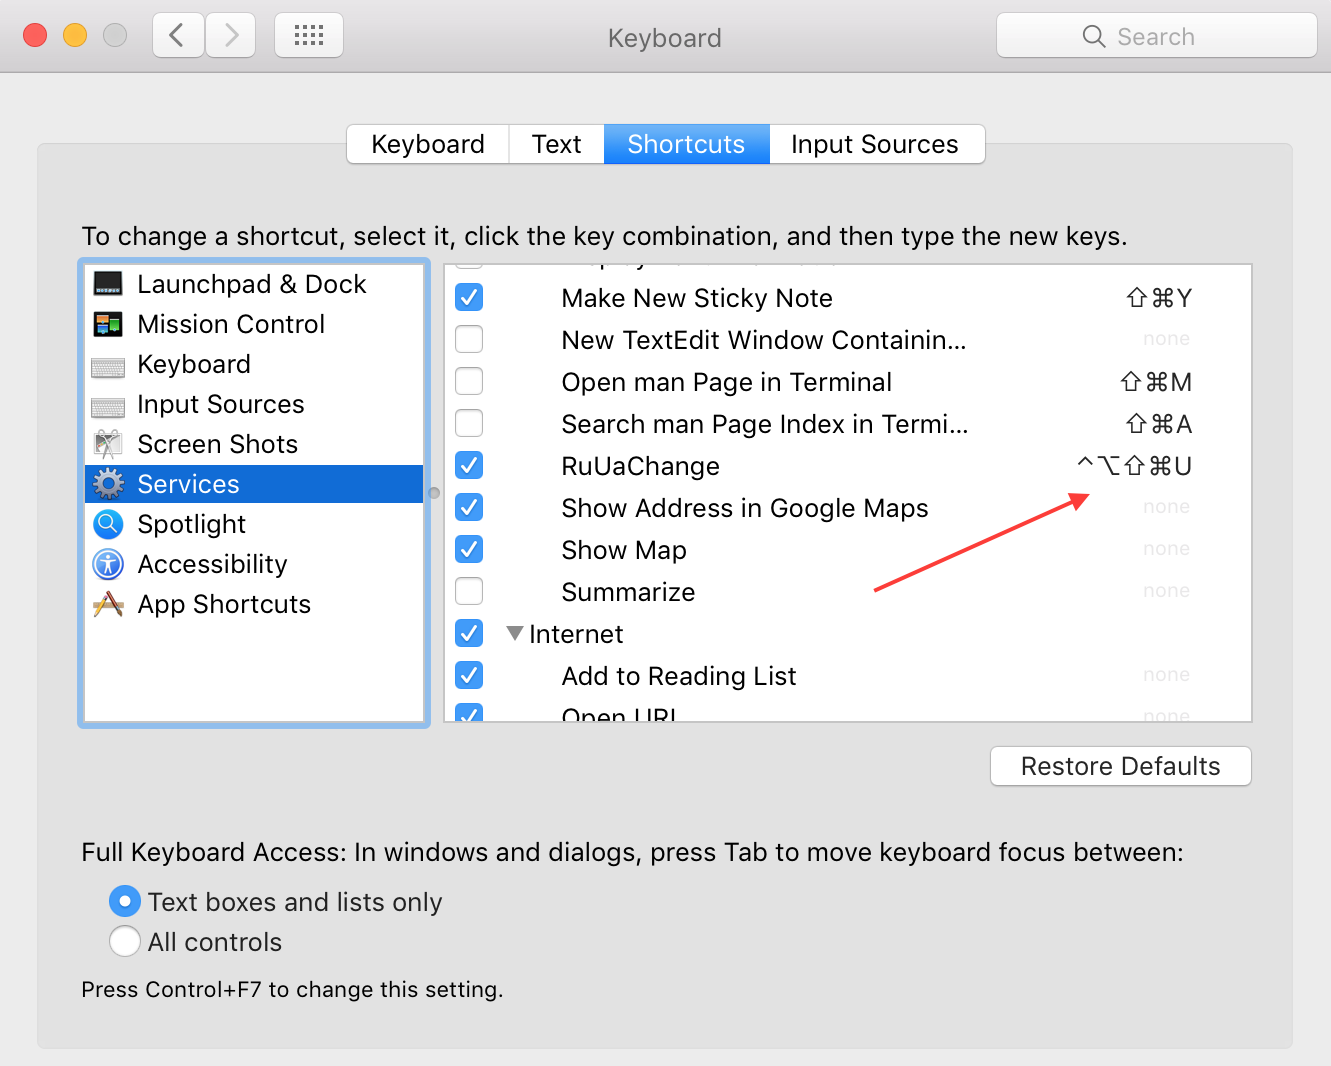 Keyboard
Search
Keyboard Text Shortcuts Input Sources
To change a shortcut, select it, click the key combination, and then type the new keys.
Launchpad & Dock
Mission Control
Keyboard
Input Sources
Screen Shots
Services
Spotlight
Accessibility
App Shortcuts
Make New Sticky Note ⇧⌘Y
New TextEdit Window Containin... none
Open man Page in Terminal ⇧⌘M
Search man Page Index in Termi... ⇧⌘A
RuUaChange ^⌥⇧⌘U
Show Address in Google Maps none
Show Map none
Summarize none
Internet
Add to Reading List none
Open URL none
Restore Defaults
Full Keyboard Access: In windows and dialogs, press Tab to move keyboard focus between:
Text boxes and lists only
All controls
Press Control+F7 to change this setting.